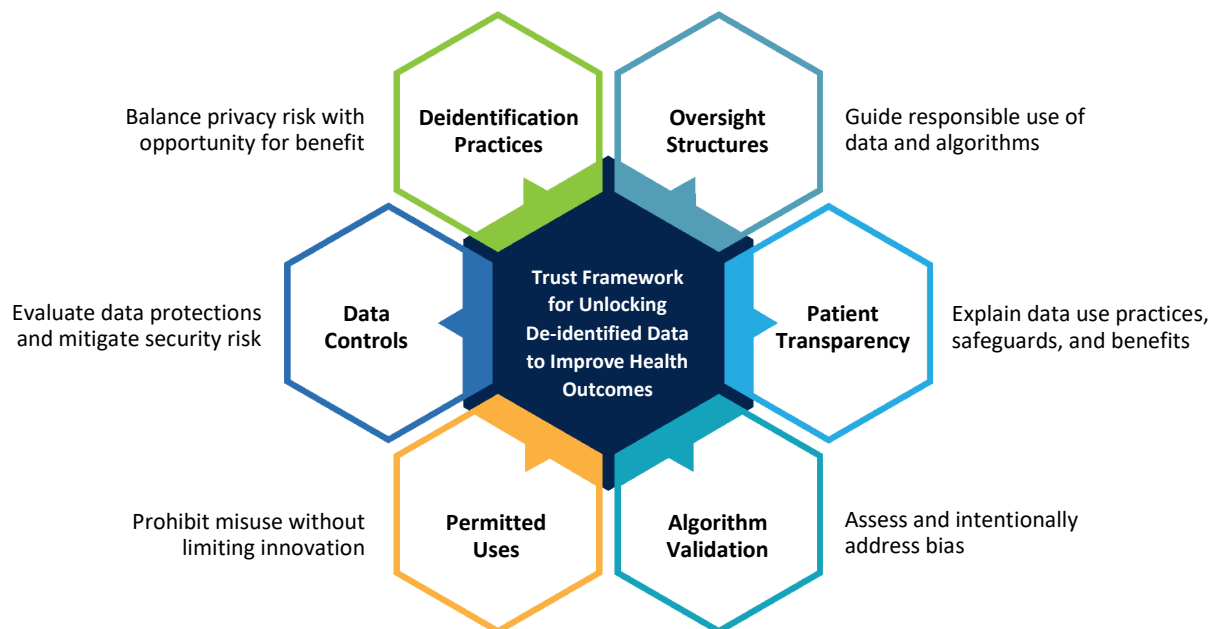 Balance privacy risk with
opportunity for benefit
Deidentification
Practices
Oversight
Structures
Guide responsible use of
data and algorithms
Evaluate data protections
and mitigate security risk
Data
Controls
Trust Framework
for Unlocking
De-identified Data
to Improve Health
Outcomes
Patient
Transparency
Explain data use practices,
safeguards, and benefits
Prohibit misuse without
limiting innovation
Permitted
Uses
Algorithm
Validation
Assess and intentionally
address bias